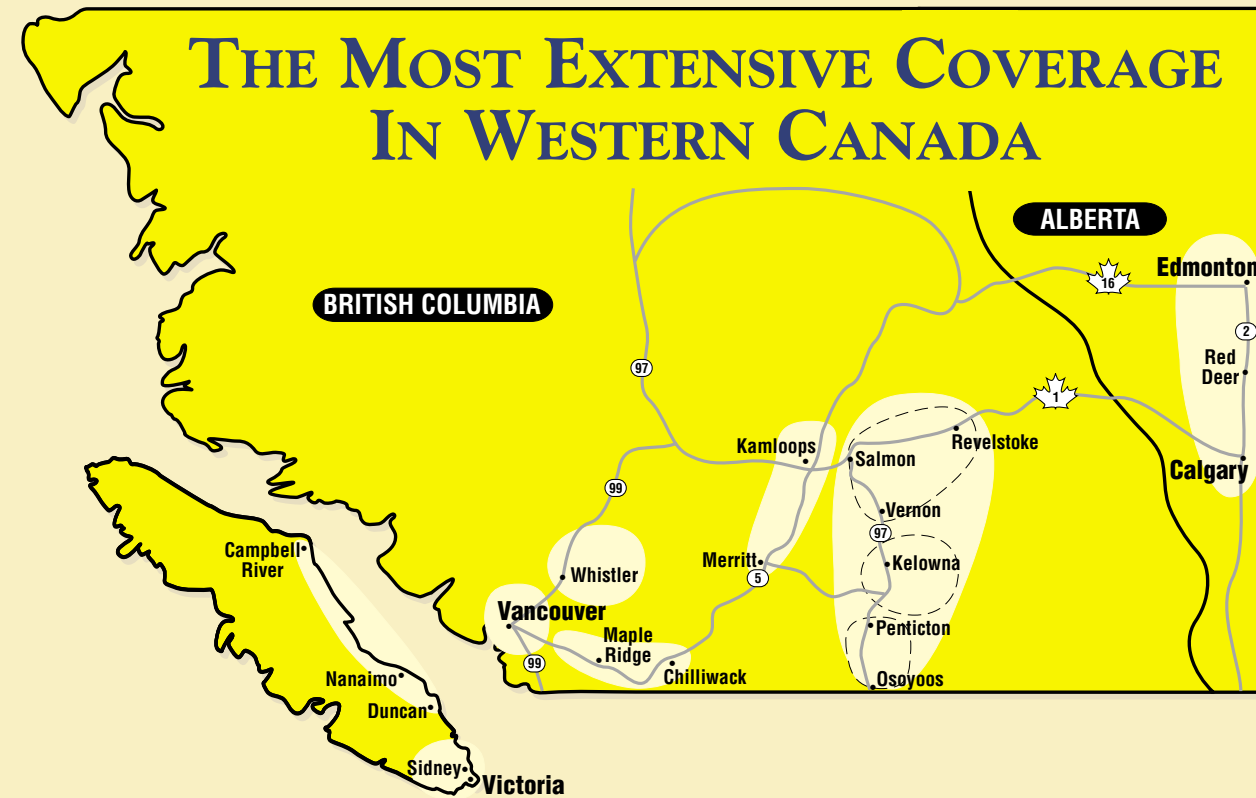 THE MOST EXTENSIVE COVERAGE
IN WESTERN CANADA
ALBERTA
BRITISH COLUMBIA
Edmonton
16
2
Red
Deer
97
1
Calgary
Kamloops
Revelstoke
Salmon
99
Vernon
97
Campbell
River
Merritt
5
Kelowna
Whistler
Vancouver
Maple
Ridge
Penticton
99
Chilliwack
Osoyoos
Nanaimo
Duncan
Sidney
Victoria